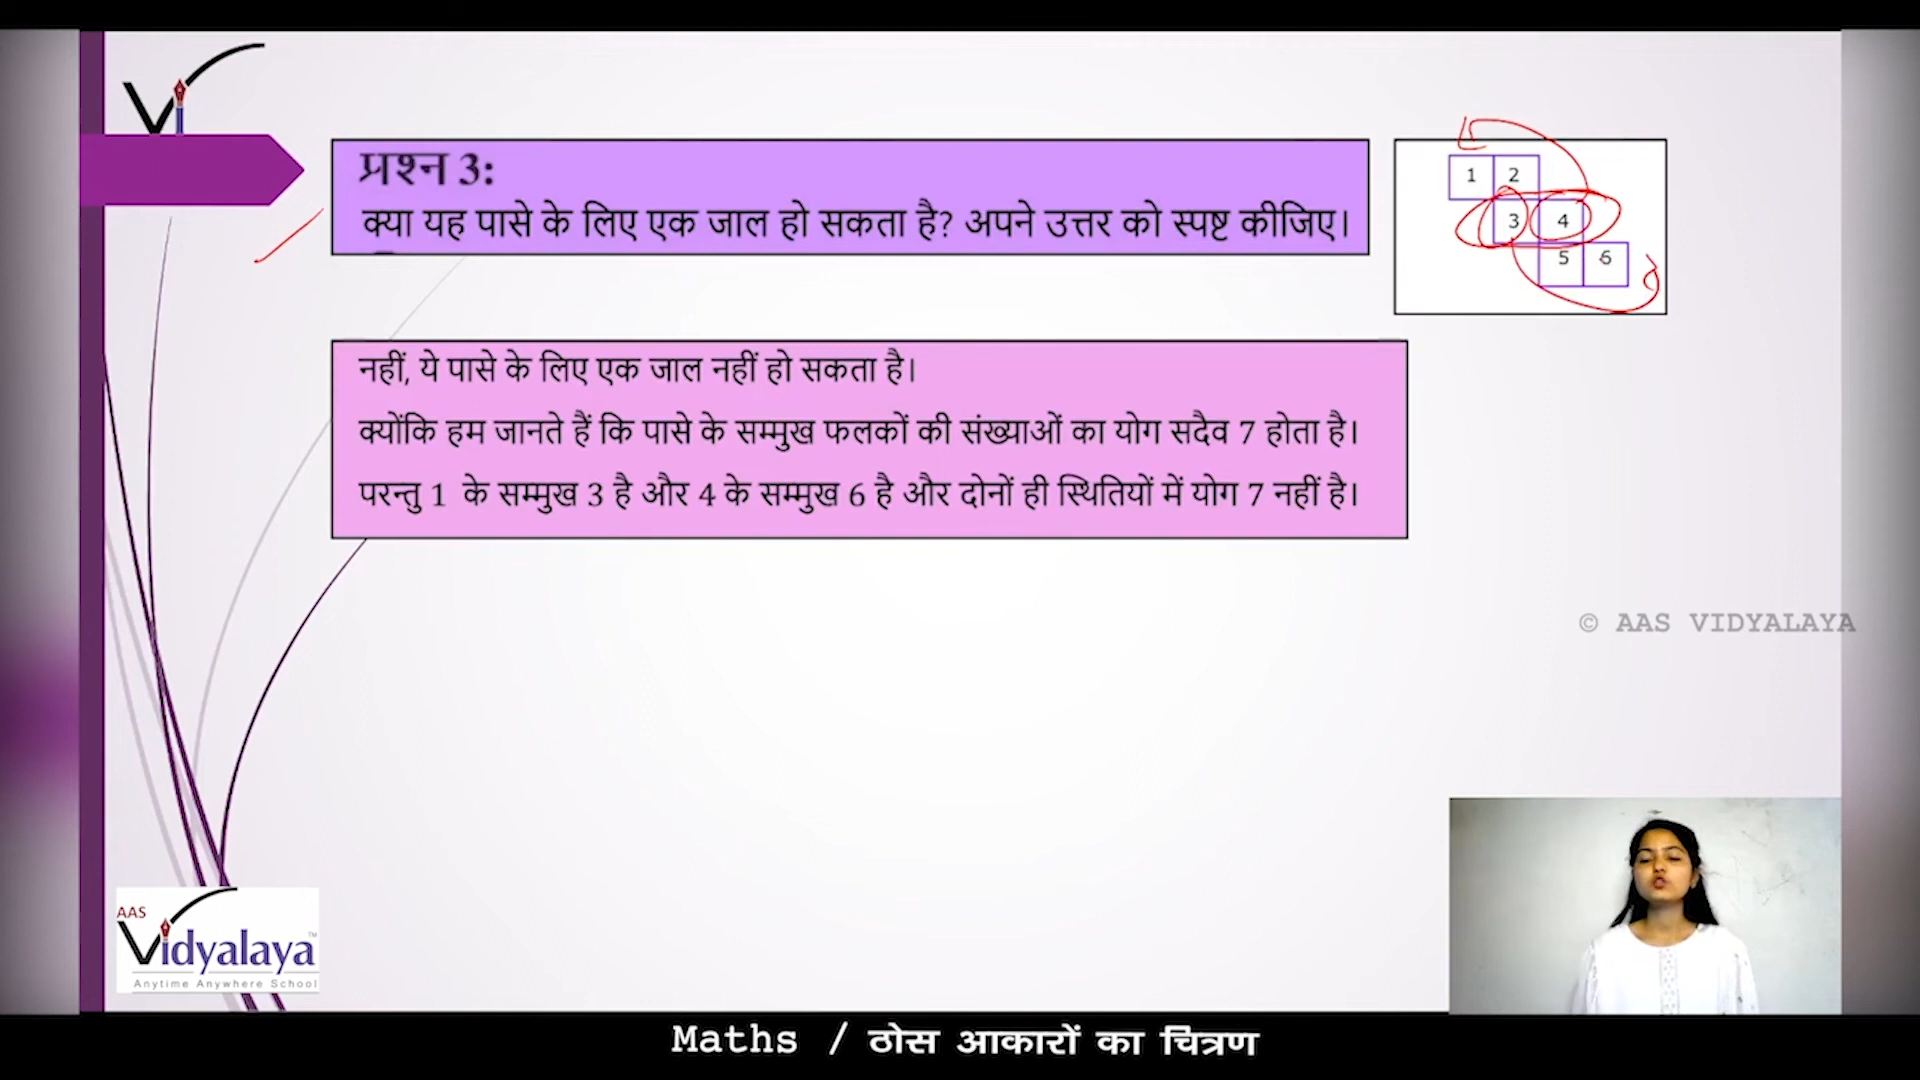 प्रश्न 3:
क्या यह पासे के लिए एक जाल हो सकता है? अपने उत्तर को स्पष्ट कीजिए।
1 2
3 4
5 6
नहीं, ये पासे के लिए एक जाल नहीं हो सकता है।
क्योंकि हम जानते हैं कि पासे के सम्मुख फलकों की संख्याओं का योग सदैव 7 होता है।
परन्तु 1 के सम्मुख 3 है और 4 के सम्मुख 6 है और दोनों ही स्थितियों में योग 7 नहीं है।
© AAS VIDYALAYA
AAS
Vidyalaya TM
Anytime Anywhere School
Maths / ठोस आकारों का चित्रण